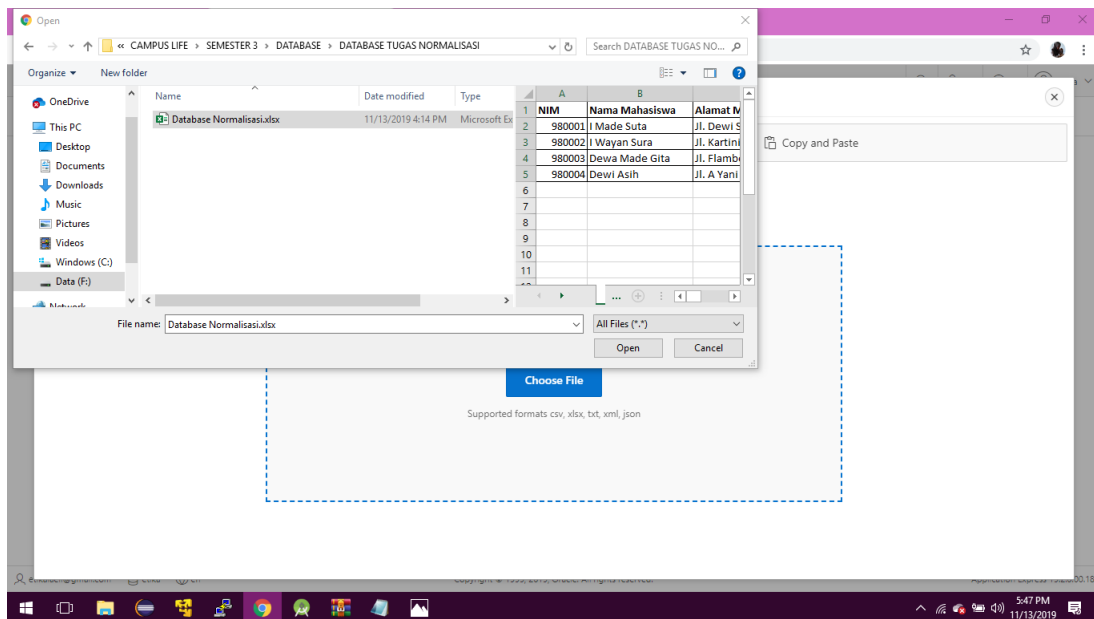 Open
« CAMPUS LIFE › SEMESTER 3 › DATABASE › DATABASE TUGAS NORMALISASI
Search DATABASE TUGAS NO...
Organize
New folder
OneDrive
This PC
Desktop
Documents
Downloads
Music
Pictures
Videos
Windows (C:)
Data (F:)
Network
Name Date modified Type
Database Normalisasi.xlsx 11/13/2019 4:14 PM Microsoft Ex
A B
1 NIM Nama Mahasiswa Alamat M
2 980001 I Made Suta Jl. Dewi S
3 980002 I Wayan Sura Jl. Kartini
4 980003 Dewa Made Gita Jl. Flamb
5 980004 Dewi Asih Jl. A Yani
6
7
8
9
10
11
...
File name: Database Normalisasi.xlsx
All Files (*.*)
Open Cancel
Copy and Paste
Choose File
Supported formats csv, xlsx, txt, xml, json
5:47 PM
11/13/2019